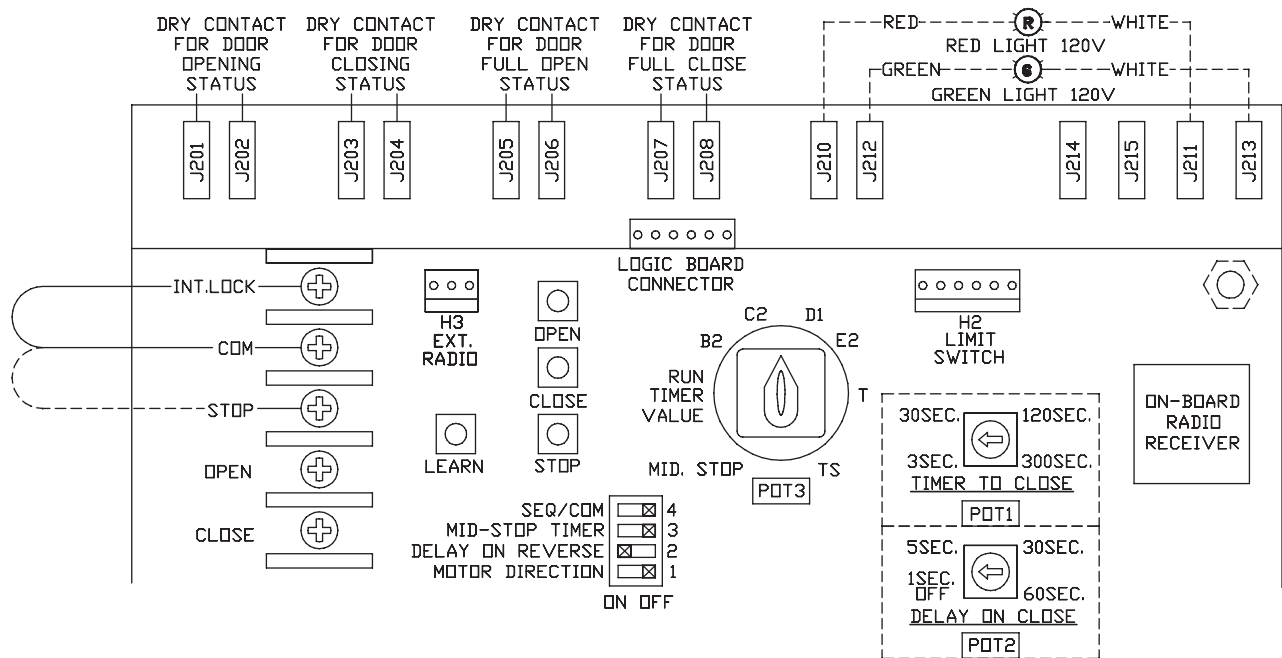 DRY CONTACT
FOR DOOR
OPENING
STATUS
DRY CONTACT
FOR DOOR
CLOSING
STATUS
DRY CONTACT
FOR DOOR
FULL OPEN
STATUS
DRY CONTACT
FOR DOOR
FULL CLOSE
STATUS
RED
R
WHITE
RED LIGHT 120V
GREEN
G
WHITE
GREEN LIGHT 120V
J201
J202
J203
J204
J205
J206
J207
J208
J210
J212
J214
J215
J211
J213
LOGIC BOARD
CONNECTOR
INT.LOCK
COM
STOP
OPEN
CLOSE
H3
EXT.
RADIO
LEARN
OPEN
CLOSE
STOP
C2
D1
B2
E2
RUN
TIMER
VALUE
T
MID. STOP
TS
POT3
H2
LIMIT
SWITCH
30SEC.
120SEC.
3SEC.
300SEC.
TIMER TO CLOSE
POT1
5SEC.
30SEC.
1SEC.
OFF
60SEC.
DELAY ON CLOSE
POT2
ON-BOARD
RADIO
RECEIVER
SEQ/COM 4
MID-STOP TIMER 3
DELAY ON REVERSE 2
MOTOR DIRECTION 1
ON OFF